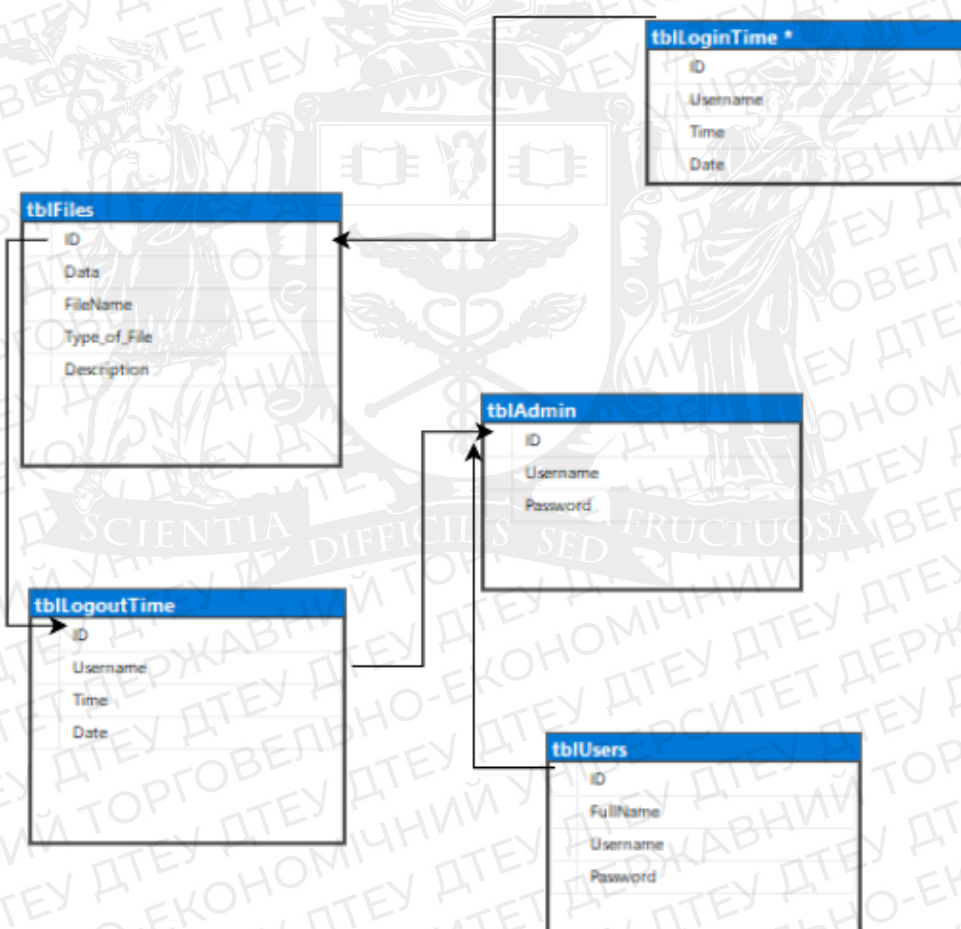 tblLoginTime *
ID
Username
Time
Date
tblFiles
ID
Data
FileName
Type_of_File
Description
tblAdmin
ID
Username
Password
SCIENTIA DIFFICILIS SED FRUCTUOSA
tblLogoutTime
ID
Username
Time
Date
tblUsers
ID
FullName
Username
Password